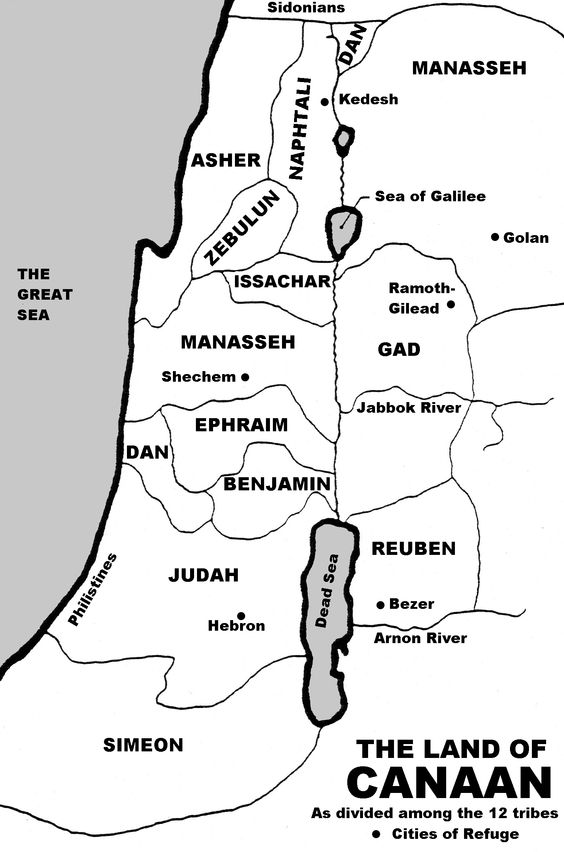 Sidonians
DAN
MANASSEH
NAPHTALI
Kedesh
ASHER
Sea of Galilee
ZEBULUN
Golan
THE
GREAT
SEA
ISSACHAR
Ramoth-
Gilead
MANASSEH
GAD
Shechem
Jabbok River
EPHRAIM
DAN
BENJAMIN
REUBEN
JUDAH
Philistines
Dead Sea
Bezer
Hebron
Arnon River
SIMEON
THE LAND OF
CANAAN
As divided among the 12 tribes
Cities of Refuge